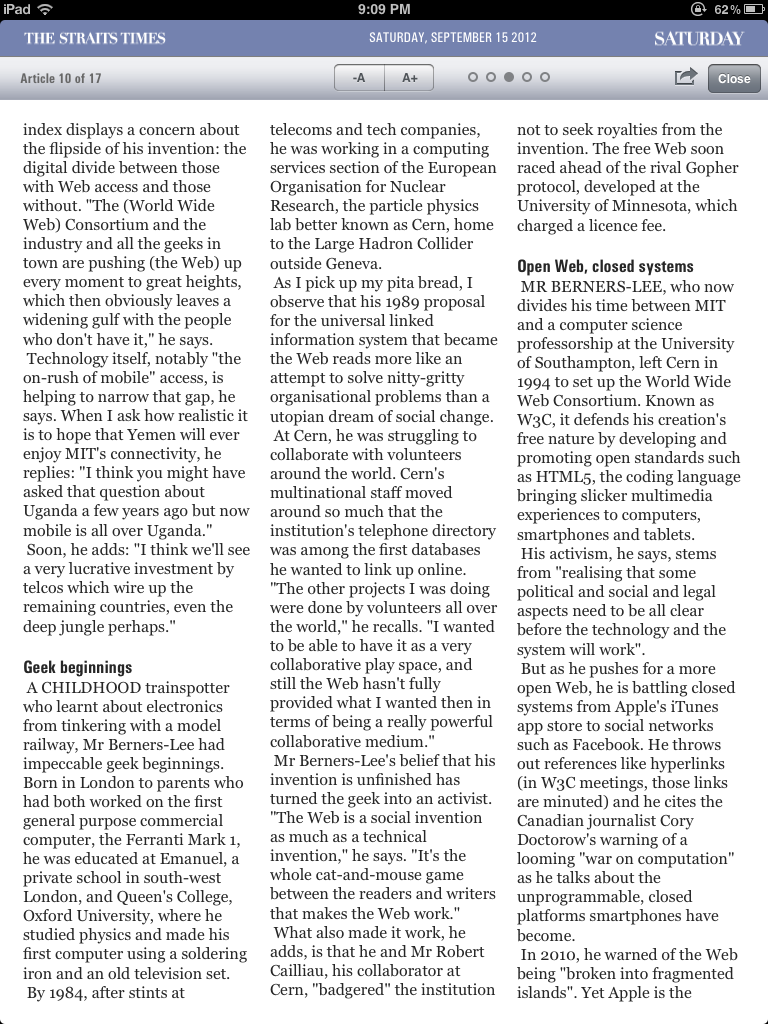 iPad
9:09 PM
62%
THE STRAITS TIMES
SATURDAY, SEPTEMBER 15 2012
SATURDAY
Article 10 of 17
-A
A+
Close
index displays a concern about
the flipside of his invention: the
digital divide between those
with Web access and those
without. "The (World Wide
Web) Consortium and the
industry and all the geeks in
town are pushing (the Web) up
every moment to great heights,
which then obviously leaves a
widening gulf with the people
who don't have it," he says.
Technology itself, notably "the
on-rush of mobile" access, is
helping to narrow that gap, he
says. When I ask how realistic it
is to hope that Yemen will ever
enjoy MIT's connectivity, he
replies: "I think you might have
asked that question about
Uganda a few years ago but now
mobile is all over Uganda."
Soon, he adds: "I think we'll see
a very lucrative investment by
telcos which wire up the
remaining countries, even the
deep jungle perhaps."
Geek beginnings
A CHILDHOOD trainspotter
who learnt about electronics
from tinkering with a model
railway, Mr Berners-Lee had
impeccable geek beginnings.
Born in London to parents who
had both worked on the first
general purpose commercial
computer, the Ferranti Mark 1,
he was educated at Emanuel, a
private school in south-west
London, and Queen's College,
Oxford University, where he
studied physics and made his
first computer using a soldering
iron and an old television set.
By 1984, after stints at
telecoms and tech companies,
he was working in a computing
services section of the European
Organisation for Nuclear
Research, the particle physics
lab better known as Cern, home
to the Large Hadron Collider
outside Geneva.
As I pick up my pita bread, I
observe that his 1989 proposal
for the universal linked
information system that became
the Web reads more like an
attempt to solve nitty-gritty
organisational problems than a
utopian dream of social change.
At Cern, he was struggling to
collaborate with volunteers
around the world. Cern's
multinational staff moved
around so much that the
institution's telephone directory
was among the first databases
he wanted to link up online.
"The other projects I was doing
were done by volunteers all over
the world," he recalls. "I wanted
to be able to have it as a very
collaborative play space, and
still the Web hasn't fully
provided what I wanted then in
terms of being a really powerful
collaborative medium."
Mr Berners-Lee's belief that his
invention is unfinished has
turned the geek into an activist.
"The Web is a social invention
as much as a technical
invention," he says. "It's the
whole cat-and-mouse game
between the readers and writers
that makes the Web work."
What also made it work, he
adds, is that he and Mr Robert
Cailliau, his collaborator at
Cern, "badgered" the institution
not to seek royalties from the
invention. The free Web soon
raced ahead of the rival Gopher
protocol, developed at the
University of Minnesota, which
charged a licence fee.
Open Web, closed systems
MR BERNERS-LEE, who now
divides his time between MIT
and a computer science
professorship at the University
of Southampton, left Cern in
1994 to set up the World Wide
Web Consortium. Known as
W3C, it defends his creation's
free nature by developing and
promoting open standards such
as HTML5, the coding language
bringing slicker multimedia
experiences to computers,
smartphones and tablets.
His activism, he says, stems
from "realising that some
political and social and legal
aspects need to be all clear
before the technology and the
system will work".
But as he pushes for a more
open Web, he is battling closed
systems from Apple's iTunes
app store to social networks
such as Facebook. He throws
out references like hyperlinks
(in W3C meetings, those links
are minuted) and he cites the
Canadian journalist Cory
Doctorow's warning of a
looming "war on computation"
as he talks about the
unprogrammable, closed
platforms smartphones have
become.
In 2010, he warned of the Web
being "broken into fragmented
islands". Yet Apple is the